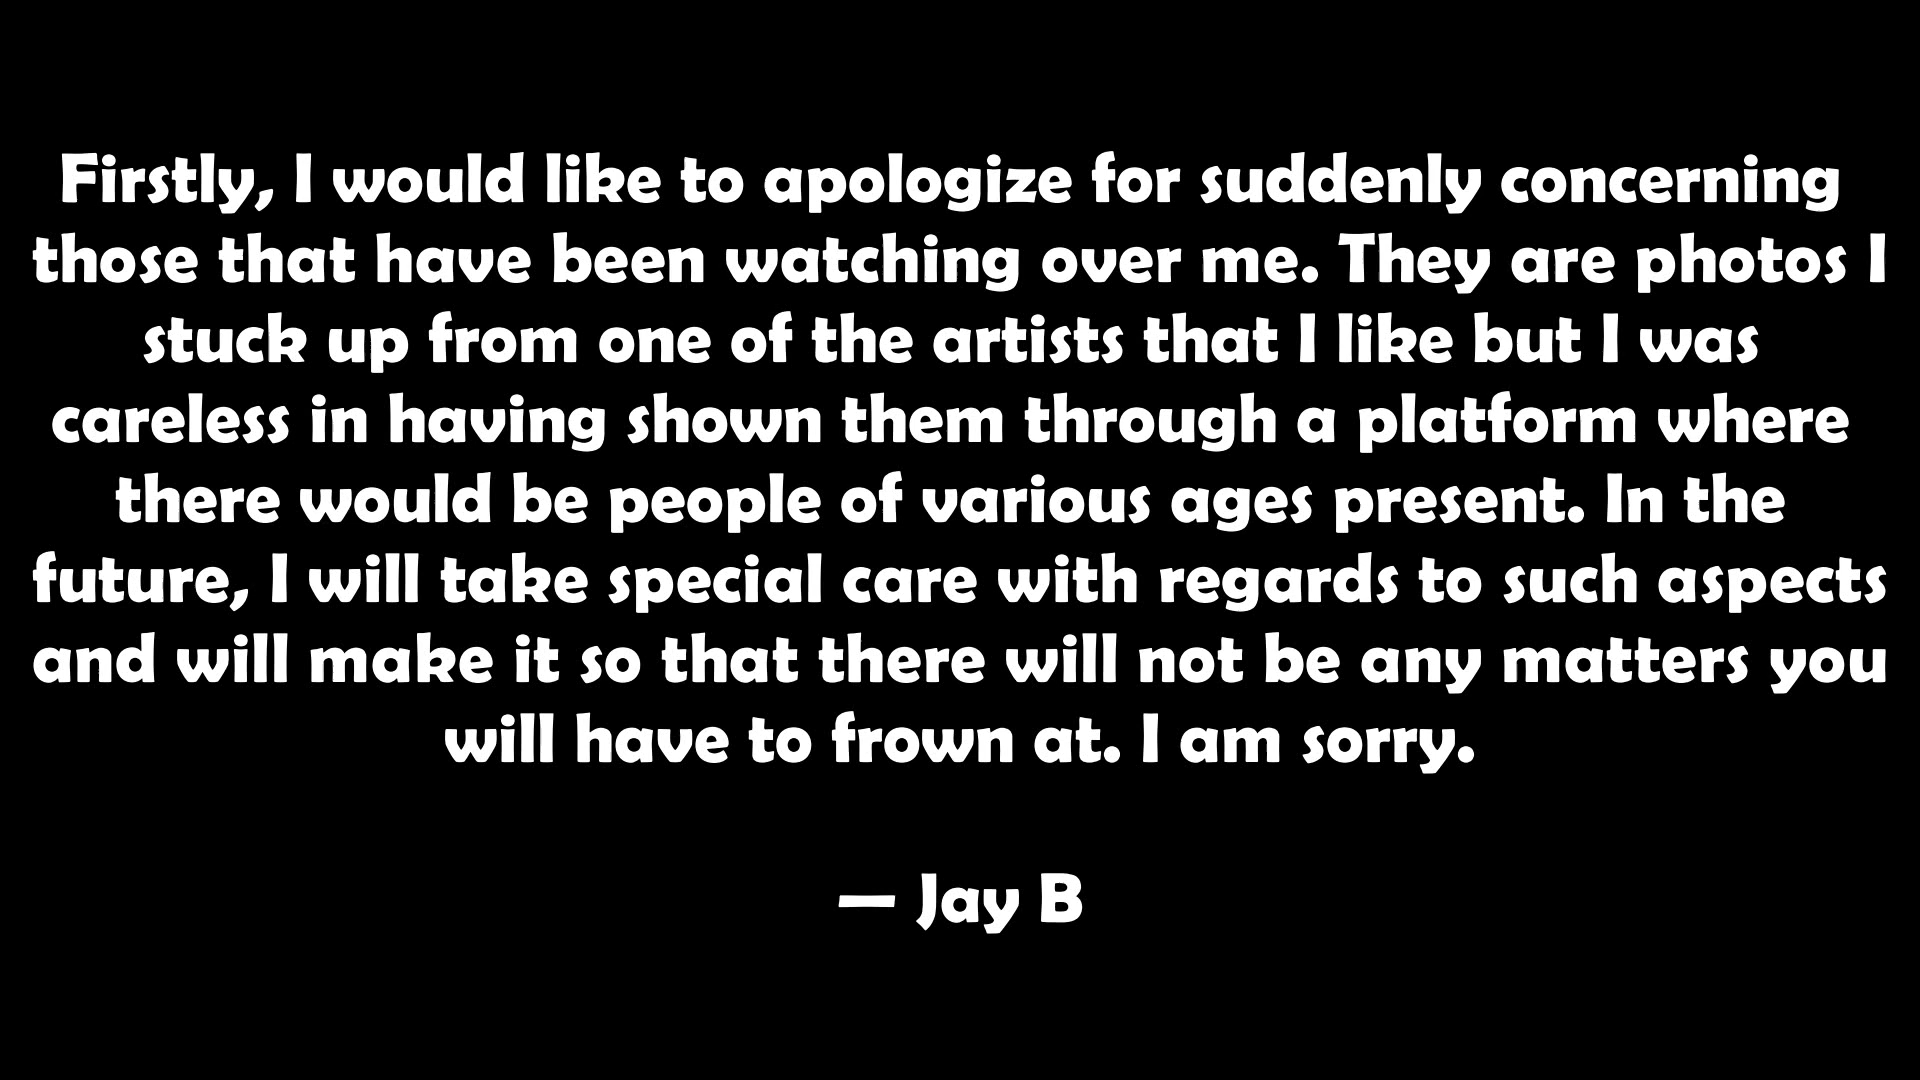 Firstly, I would like to apologize for suddenly concerning
those that have been watching over me. They are photos I
stuck up from one of the artists that I like but I was
careless in having shown them through a platform where
there would be people of various ages present. In the
future, I will take special care with regards to such aspects
and will make it so that there will not be any matters you
will have to frown at. I am sorry.
— Jay B